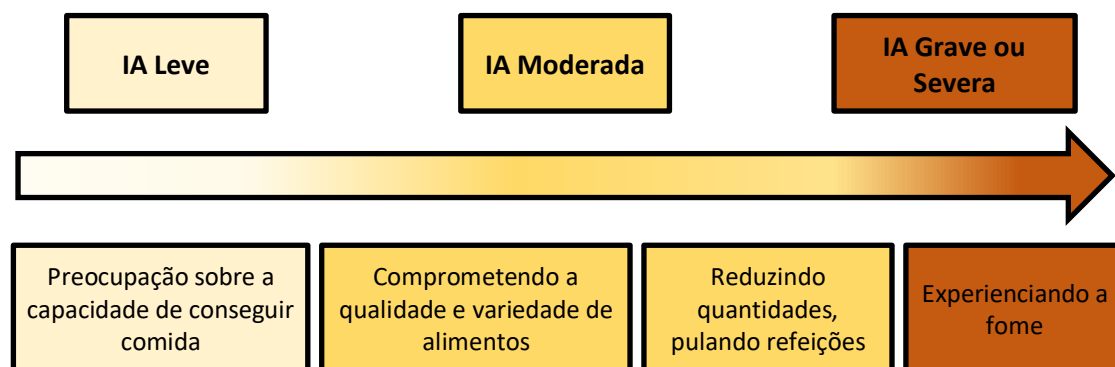 IA Leve
IA Moderada
IA Grave ou
Severa
Preocupação sobre a
capacidade de conseguir
comida
Comprometendo a
qualidade e variedade de
alimentos
Reduzindo
quantidades,
pulando refeições
Experienciando a
fome